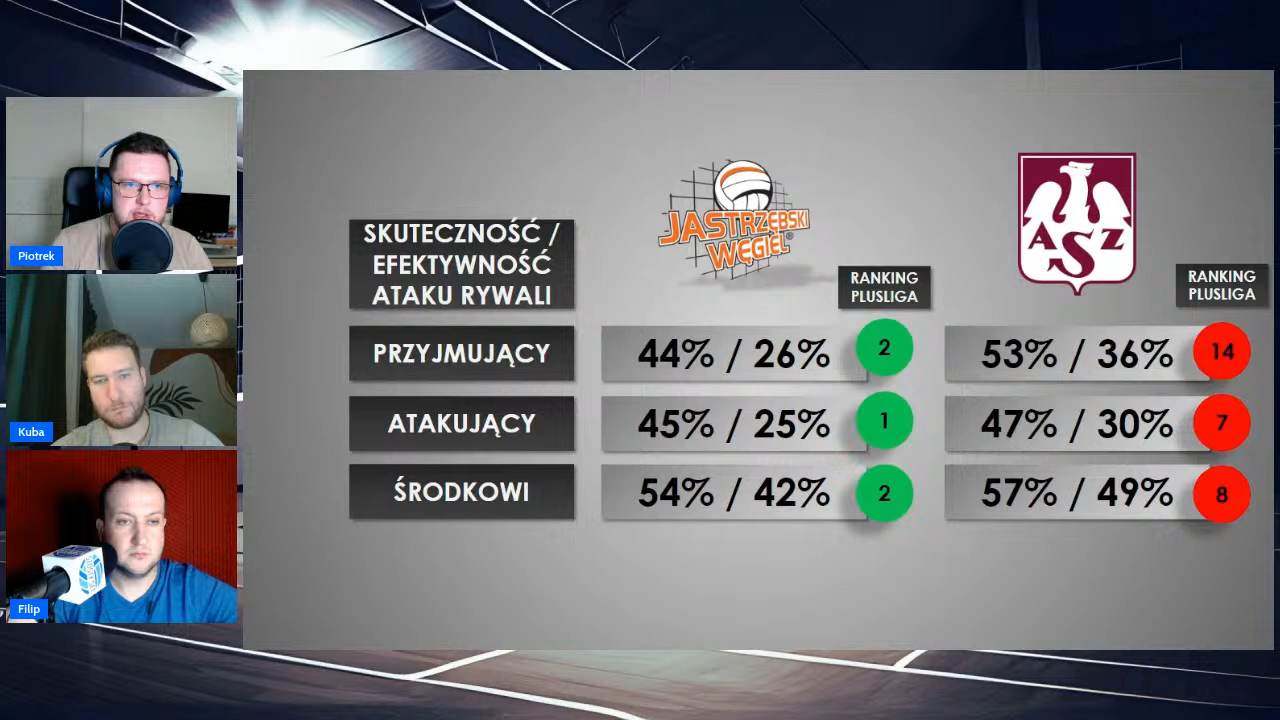 Piotrek
Kuba
Filip
JASTRZĘBSKI
WĘGIEL®
ASZ
SKUTECZNOŚĆ /
EFEKTYWNOŚĆ
ATAKU RYWALI
RANKING
PLUSLIGA
RANKING
PLUSLIGA
PRZYJMUJĄCY
44% / 26%
2
53% / 36%
14
ATAKUJĄCY
45% / 25%
1
47% / 30%
7
ŚRODKOWI
54% / 42%
2
57% / 49%
8